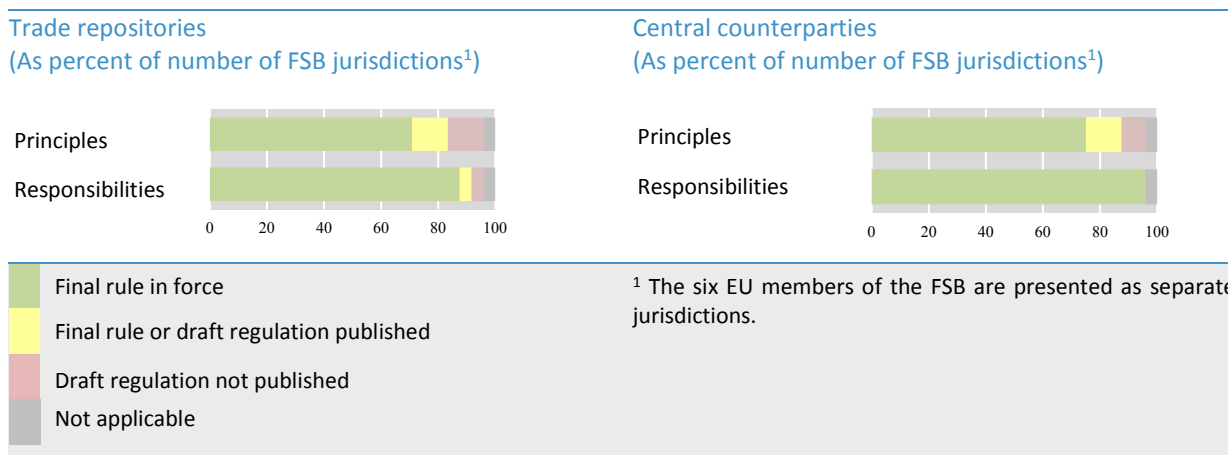 Trade repositories
(As percent of number of FSB jurisdictions¹)
Principles
Responsibilities
0 20 40 60 80 100
Central counterparties
(As percent of number of FSB jurisdictions¹)
Principles
Responsibilities
0 20 40 60 80 100
Final rule in force
Final rule or draft regulation published
Draft regulation not published
Not applicable
¹ The six EU members of the FSB are presented as separate
jurisdictions.